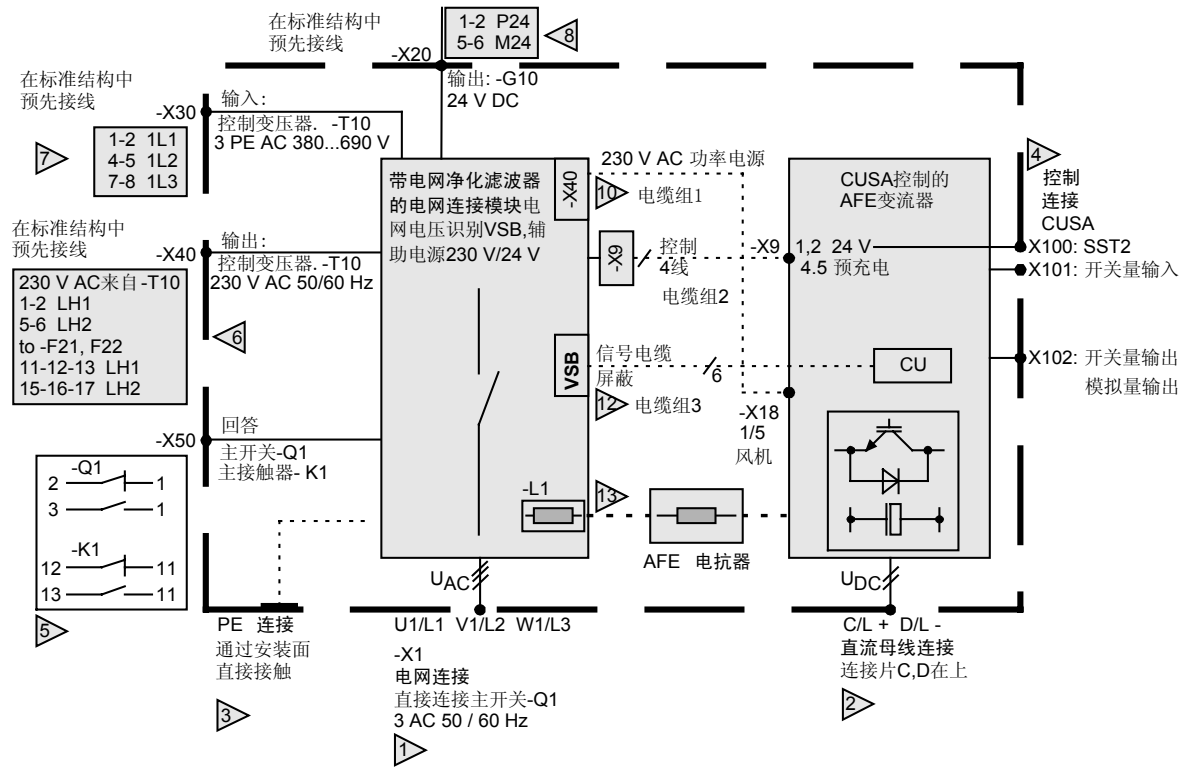 在标准结构中
预先接线
1-2 P24
5-6 M24
8
-X20
输出: -G10
24 V DC
在标准结构中
预先接线
-X30
输入:
控制变压器. -T10
3 PE AC 380...690 V
7
1-2 1L1
4-5 1L2
7-8 1L3
带电网净化滤波器
的电网连接模块电
网电压识别VSB,辅
助电源230 V/24 V
-X40
230 V AC 功率电源
10
电缆组1
CUSA控制的
AFE变流器
4
控制
连接
CUSA
在标准结构中
预先接线
-X40
输出:
控制变压器. -T10
230 V AC 50/60 Hz
-X9
控制
4线
电缆组2
-X9
1,2 24 V
4.5 预充电
X100: SST2
X101: 开关量输入
230 V AC来自-T10
1-2 LH1
5-6 LH2
to -F21, F22
11-12-13 LH1
15-16-17 LH2
6
VSB
信号电缆
屏蔽
6
12
电缆组3
CU
X102: 开关量输出
模拟量输出
-X18
1/5
风机
-X50
回答
主开关-Q1
主接触器- K1
-Q1
2
1
3
1
-K1
12
11
13
11
5
-L1
13
AFE 电抗器
UAC
UDC
PE 连接
通过安装面
直接接触
3
U1/L1 V1/L2 W1/L3
-X1
电网连接
直接连接主开关-Q1
3 AC 50 / 60 Hz
1
C/L + D/L -
直流母线连接
连接片C,D在上
2